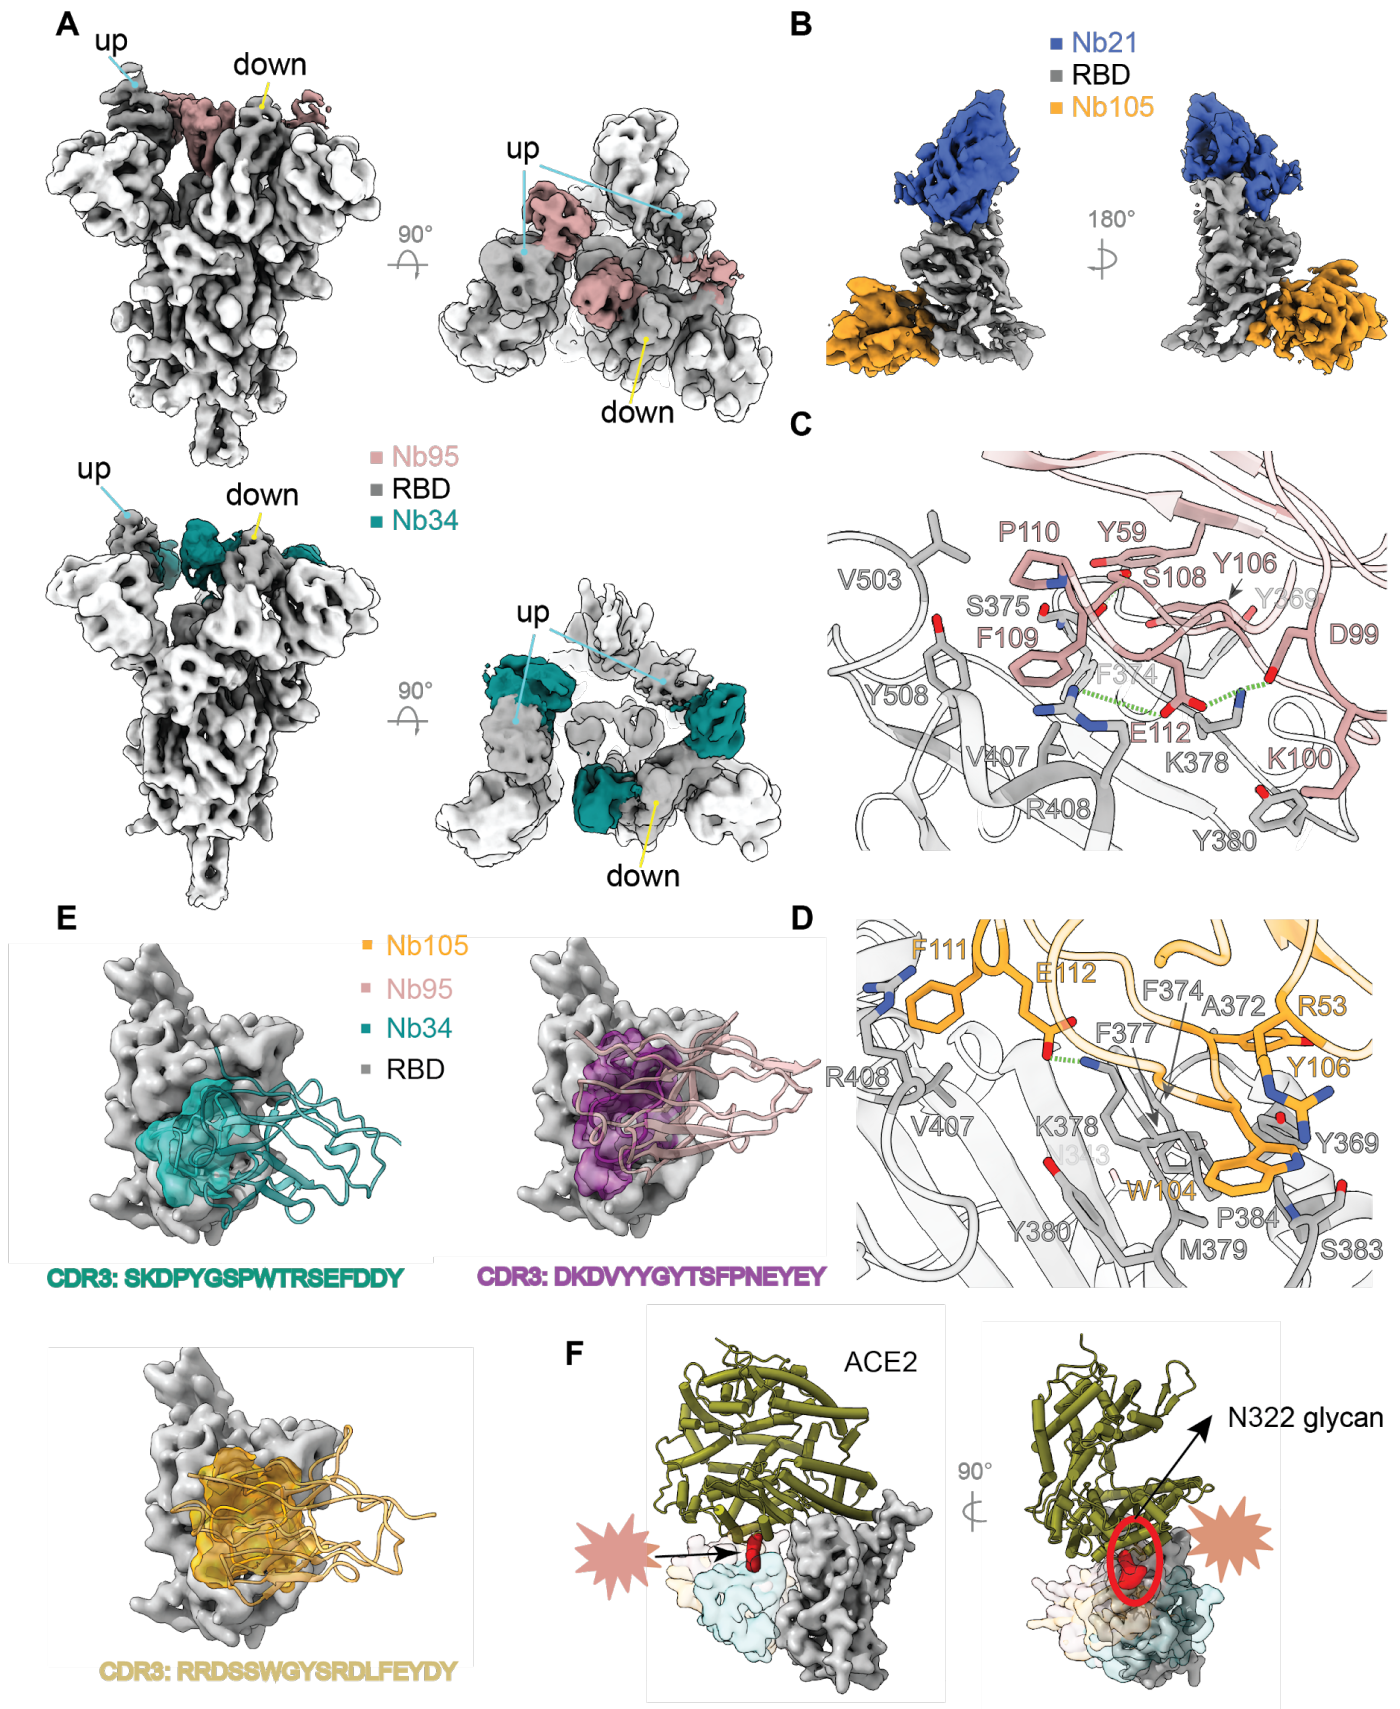 A
up
down
90°
up
down
Nb95
RBD
Nb34
up
down
90°
up
down
B
Nb21
RBD
Nb105
180°
C
P110
Y59
V503
S108
Y106
S375
Y369
F109
D99
F374
Y508
E112
V407
K378
K100
R408
Y380
D
F111
E112
F374
A372
R53
F377
Y106
R408
V407
K378
N343
Y369
W104
P384
Y380
M379
S383
E
Nb105
Nb95
Nb34
RBD
CDR3: SKDPYGSPWTRSEFDDY
CDR3: DKDVYYGYTSFPNEYEY
CDR3: RRDSSWGYSRDLFEYDY
F
ACE2
90°
N322 glycan